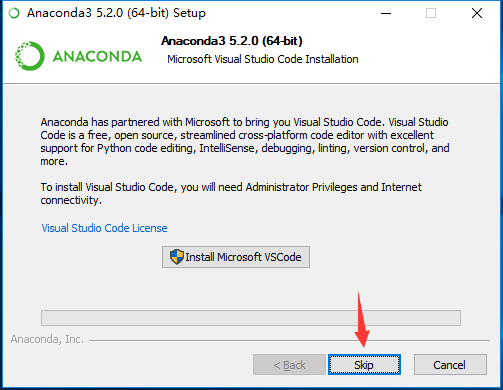 Anaconda3 5.2.0 (64-bit) Setup
Anaconda3 5.2.0 (64-bit)
Microsoft Visual Studio Code Installation
ANACONDA
Anaconda has partnered with Microsoft to bring you Visual Studio Code. Visual Studio
Code is a free, open source, streamlined cross-platform code editor with excellent
support for Python code editing, IntelliSense, debugging, linting, version control, and
more.
To install Visual Studio Code, you will need Administrator Privileges and Internet
connectivity.
Visual Studio Code License
Install Microsoft VSCode
Anaconda, Inc.
< Back
Skip
Cancel